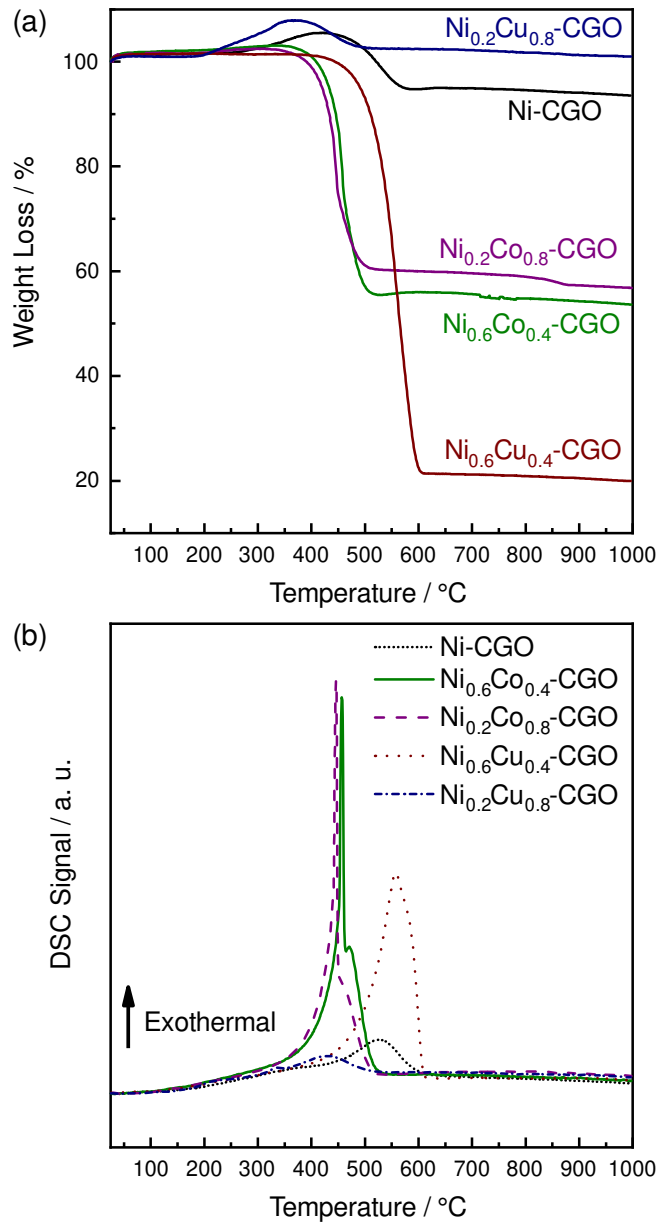 (a)
Ni0.2Cu0.8-CGO
Ni-CGO
Ni0.2Co0.8-CGO
Ni0.6Co0.4-CGO
Ni0.6Cu0.4-CGO
Weight Loss / %
100
80
60
40
20
100 200 300 400 500 600 700 800 900 1000
Temperature / °C
(b)
Ni-CGO
Ni0.6Co0.4-CGO
Ni0.2Co0.8-CGO
Ni0.6Cu0.4-CGO
Ni0.2Cu0.8-CGO
DSC Signal / a. u.
Exothermal
100 200 300 400 500 600 700 800 900 1000
Temperature / °C